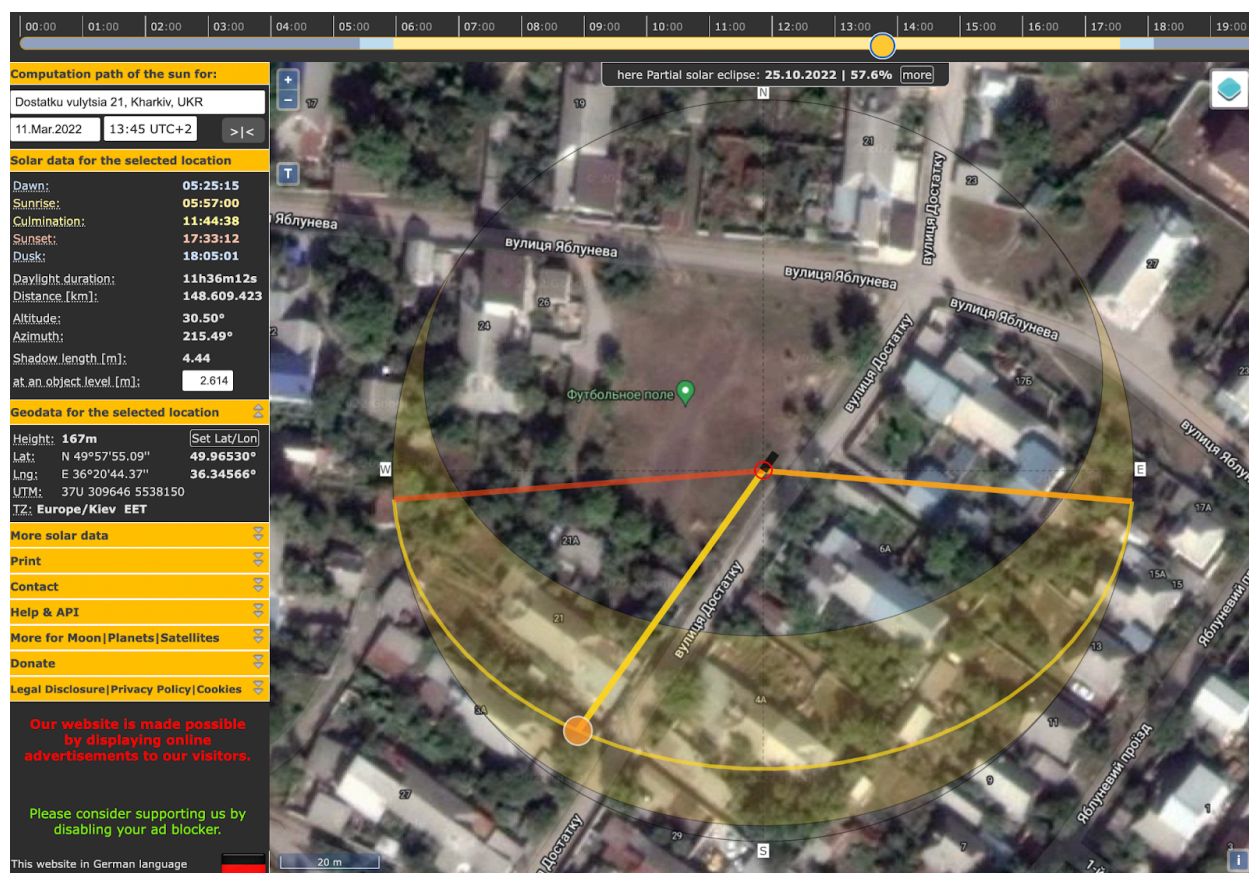 00:00 01:00 02:00 03:00 04:00 05:00 06:00 07:00 08:00 09:00 10:00 11:00 12:00 13:00 14:00 15:00 16:00 17:00 18:00 19:00
Computation path of the sun for:
Dostatku vulytsia 21, Kharkiv, UKR
11.Mar.2022 13:45 UTC+2 >|<
Solar data for the selected location
Dawn: 05:25:15
Sunrise: 05:57:00
Culmination: 11:44:38
Sunset: 17:33:12
Dusk: 18:05:01
Daylight duration: 11h36m12s
Distance [km]: 148.609.423
Altitude: 30.50°
Azimuth: 215.49°
Shadow length [m]: 4.44
at an object level [m]: 2.614
Geodata for the selected location
Height: 167m Set Lat/Lon
Lat: N 49°57'55.09'' 49.96530°
Lng: E 36°20'44.37'' 36.34566°
UTM: 37U 309646 5538150
TZ: Europe/Kiev EET
More solar data
Print
Contact
Help & API
More for Moon|Planets|Satellites
Donate
Legal Disclosure|Privacy Policy|Cookies
Our website is made possible
by displaying online
advertisements to our visitors.
Please consider supporting us by
disabling your ad blocker.
This website in German language
here Partial solar eclipse: 25.10.2022 | 57.6% more
+
−
T
N
17
19
21
23
вулиця Достатку
Яблунева
вулиця Яблунева
вулиця Яблунева
вулиця Яблунева
27
26
24
22
вулиця Достатку
17Б
23
Футбольное поле
вулиця
W
E
17А
21А
6А
15А
15
вулиця Достатку
21
13
Яблуневий
4А
3А
11
Яблуневий проїзд
27
9
1
29
7
Достатку
S
1-й
20 m
i